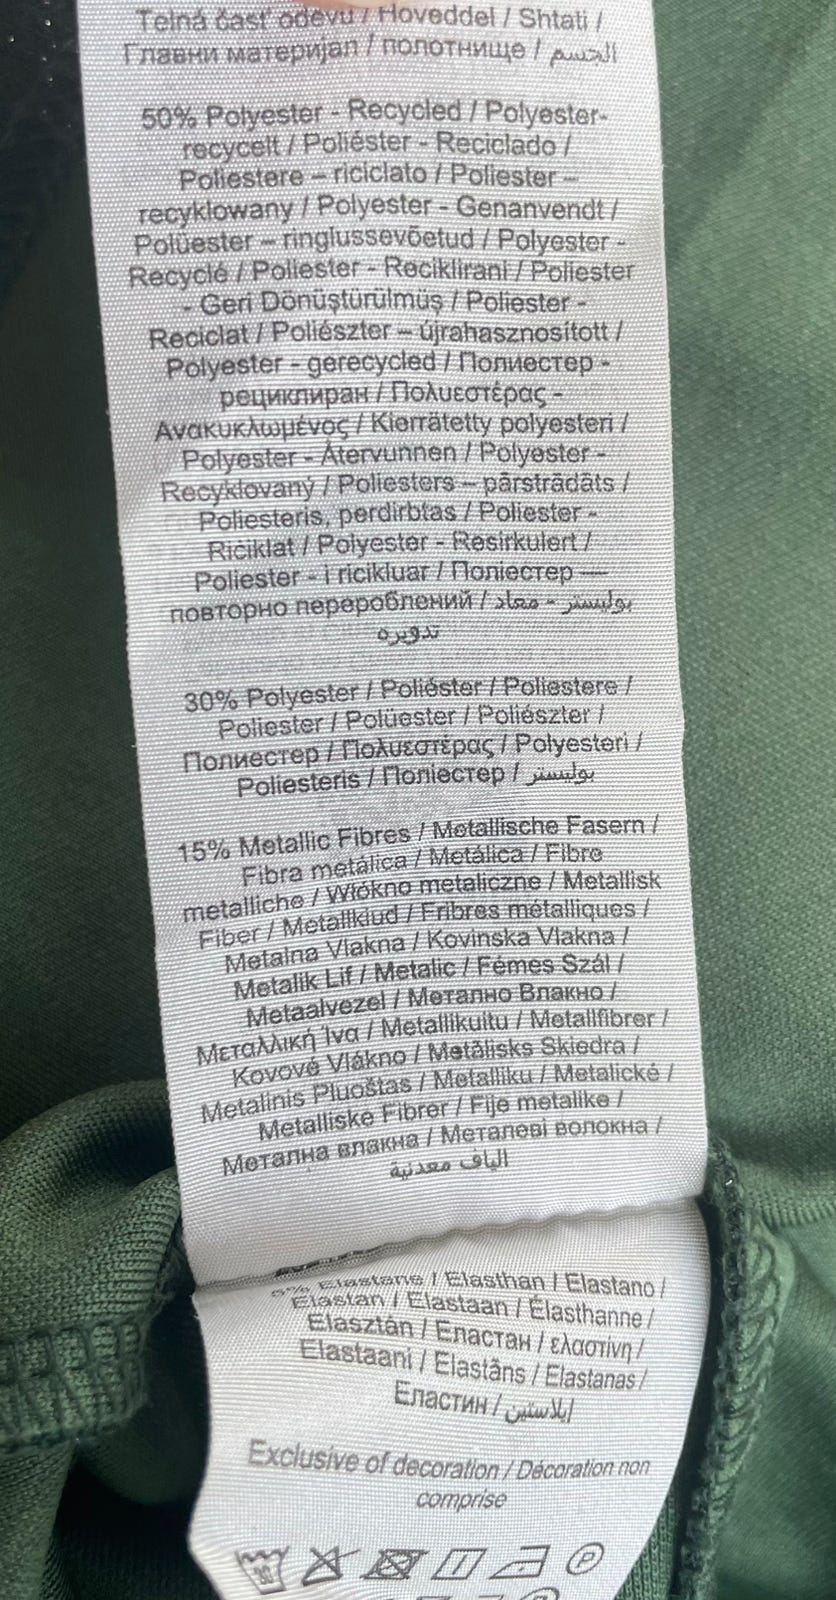 Telná časť odevu / Hoveddel / Shtati /
Главни материјал / полотнище / الجسم
50% Polyester - Recycled / Polyester-
recycelt / Poliéster - Reciclado /
Poliestere – riciclato / Poliester –
recyklowany / Polyester - Genanvendt /
Polüester – ringlussevõetud / Polyester -
Recyclé / Poliester - Reciklirani / Poliester
- Geri Dönüştürülmüş / Poliester -
Reciclat / Poliészter – újrahasznosított /
Polyester - gerecycled / Полиестер -
рециклиран / Πολυεστέρας -
Ανακυκλωμένος / Kierrätetty polyesteri /
Polyester - Återvunnen / Polyester -
Recyklovaný / Poliesters – pārstrādāts /
Poliesteris, perdirbtas / Poliester -
Riċiklat / Polyester - Resirkulert /
Poliester - i ricikluar / Поліестер —
повторно перероблений / بوليستر - معاد
تدويره
30% Polyester / Poliéster / Poliestere /
Poliester / Polüester / Poliészter /
Полиестер / Πολυεστέρας / Polyesteri /
Poliesteris / Поліестер / بوليستر
15% Metallic Fibres / Metallische Fasern /
Fibra metálica / Metálica / Fibre
metalliche / Włókno metaliczne / Metallisk
Fiber / Metallkiud / Fribres métalliques /
Metalna Vlakna / Kovinska Vlakna /
Metalik Lif / Metalic / Fémes Szál /
Metaalvezel / Метално Влакно /
Μεταλλική Ίνα / Metallikuitu / Metallfibrer /
Kovové Vlákno / Metālisks Skiedra /
Metalinis Pluoštas / Metalliku / Metalické /
Metalliske Fibrer / Fije metalike /
Метална влакна / Металеві волокна /
الياف معدنية
5% Elastane / Elasthan / Elastano /
Elastan / Elastaan / Élasthanne /
Elasztán / Еластан / ελαστίνη /
Elastaani / Elastāns / Elastanas /
Еластин / إيلاستين
Exclusive of decoration / Décoration non
comprise
30
P